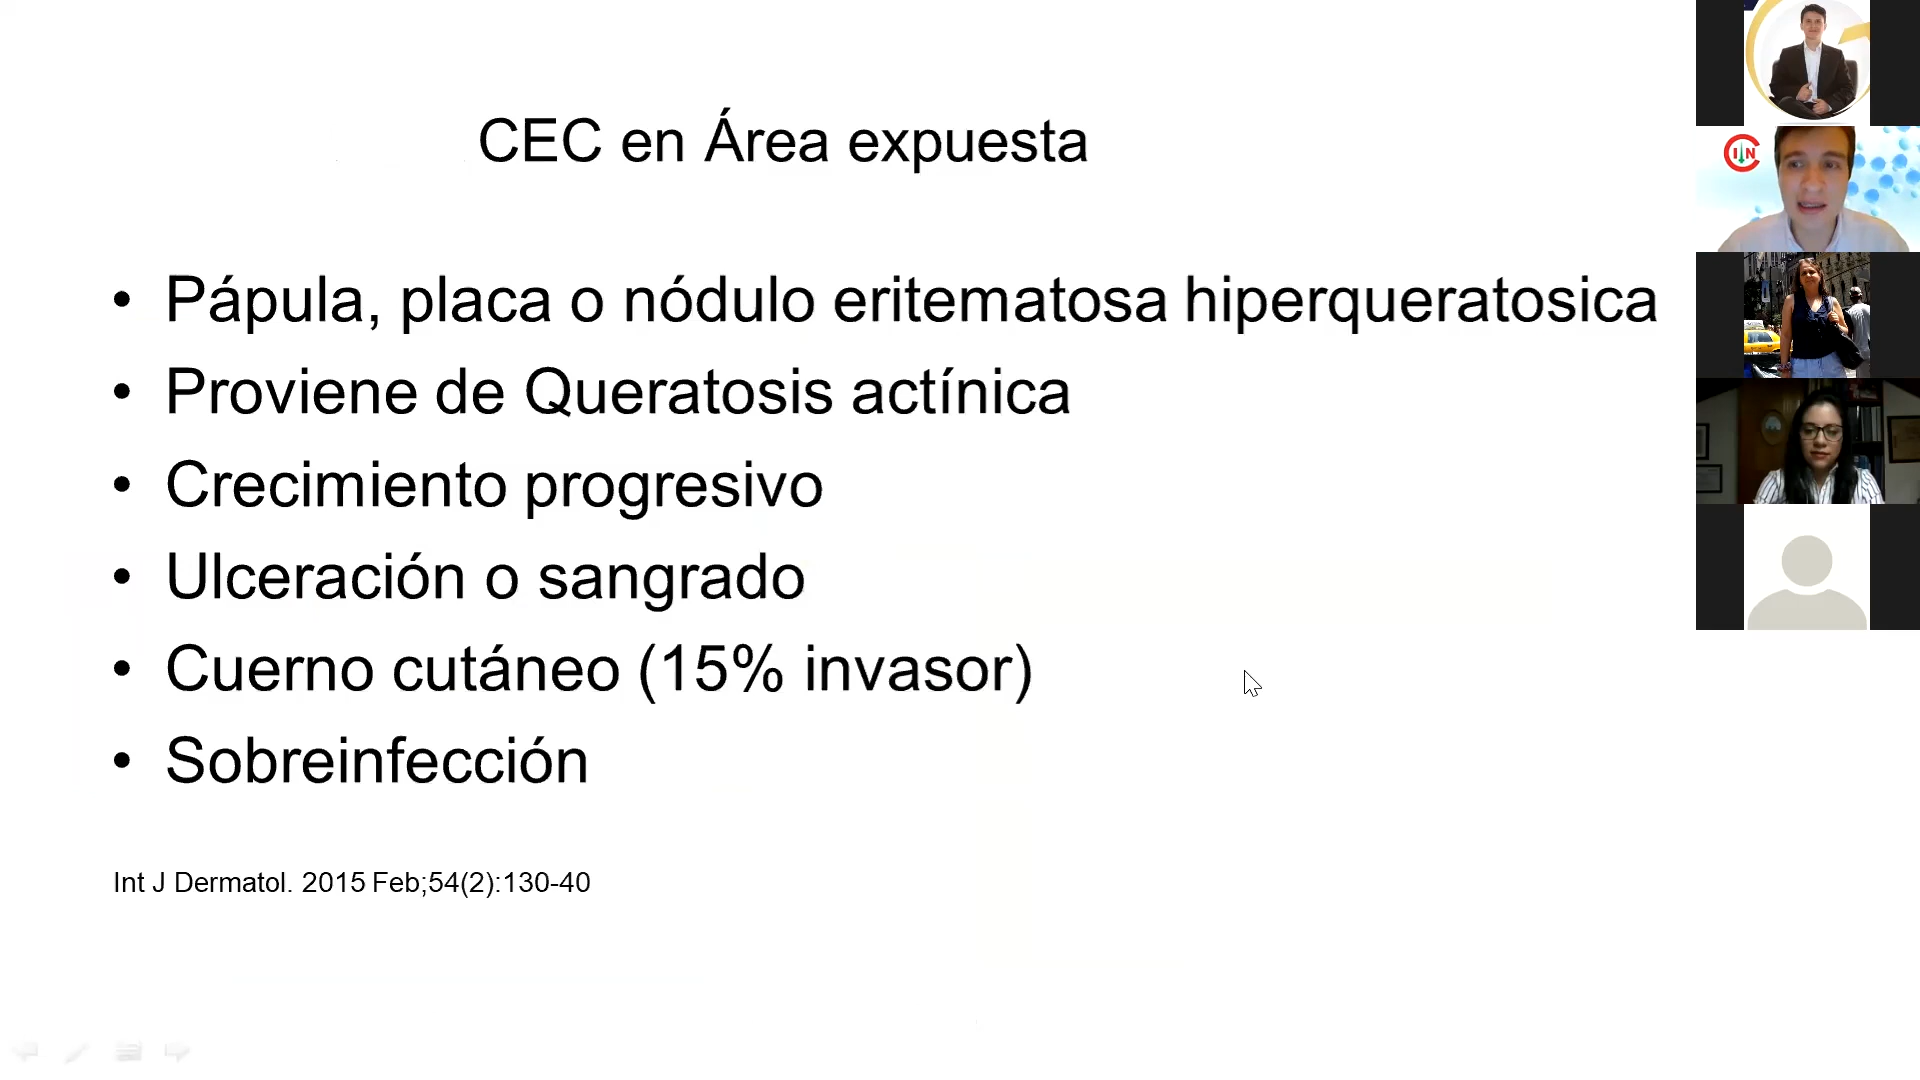 CEC en Área expuesta
• Pápula, placa o nódulo eritematosa hiperqueratosica
• Proviene de Queratosis actínica
• Crecimiento progresivo
• Ulceración o sangrado
• Cuerno cutáneo (15% invasor)
• Sobreinfección
Int J Dermatol. 2015 Feb;54(2):130-40
CIN